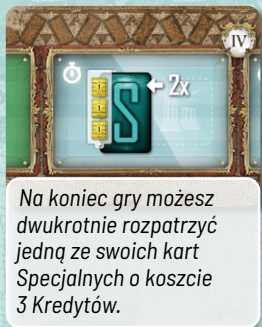 IV
S
2x
Na koniec gry możesz
dwukrotnie rozpatrzyć
jedną ze swoich kart
Specjalnych o koszcie
3 Kredytów.